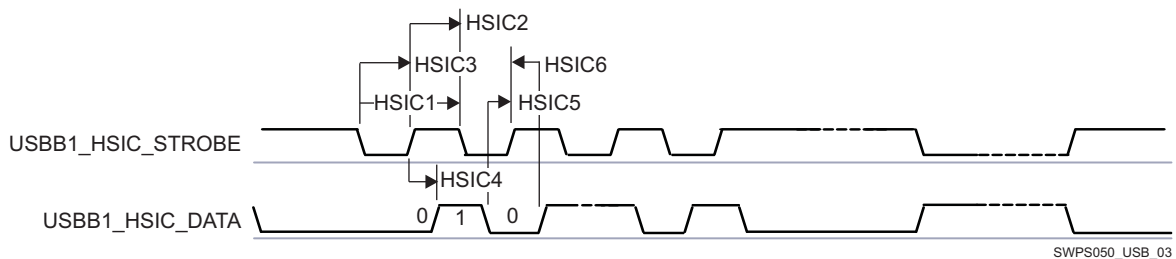 HSIC2
HSIC3
HSIC6
HSIC1
HSIC5
USBB1_HSIC_STROBE
HSIC4
USBB1_HSIC_DATA
0 1 0
SWPS050_USB_03